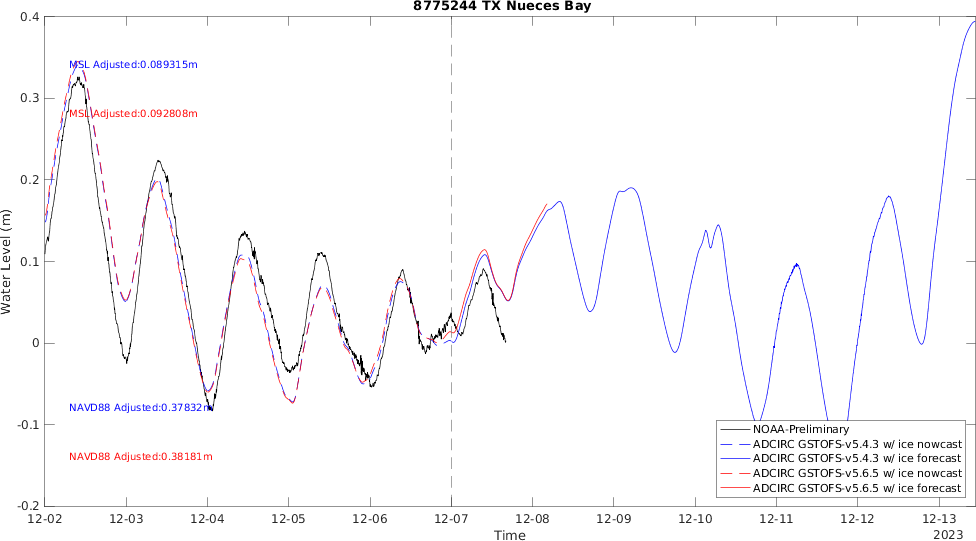 8775244 TX Nueces Bay
0.4
0.3
0.2
0.1
0
-0.1
-0.2
Water Level (m)
MSL Adjusted:0.089315m
MSL Adjusted:0.092808m
NAVD88 Adjusted:0.37832m
NAVD88 Adjusted:0.38181m
NOAA-Preliminary
ADCIRC GSTOFS-v5.4.3 w/ ice nowcast
ADCIRC GSTOFS-v5.4.3 w/ ice forecast
ADCIRC GSTOFS-v5.6.5 w/ ice nowcast
ADCIRC GSTOFS-v5.6.5 w/ ice forecast
12-02 12-03 12-04 12-05 12-06 12-07 12-08 12-09 12-10 12-11 12-12 12-13
Time
2023